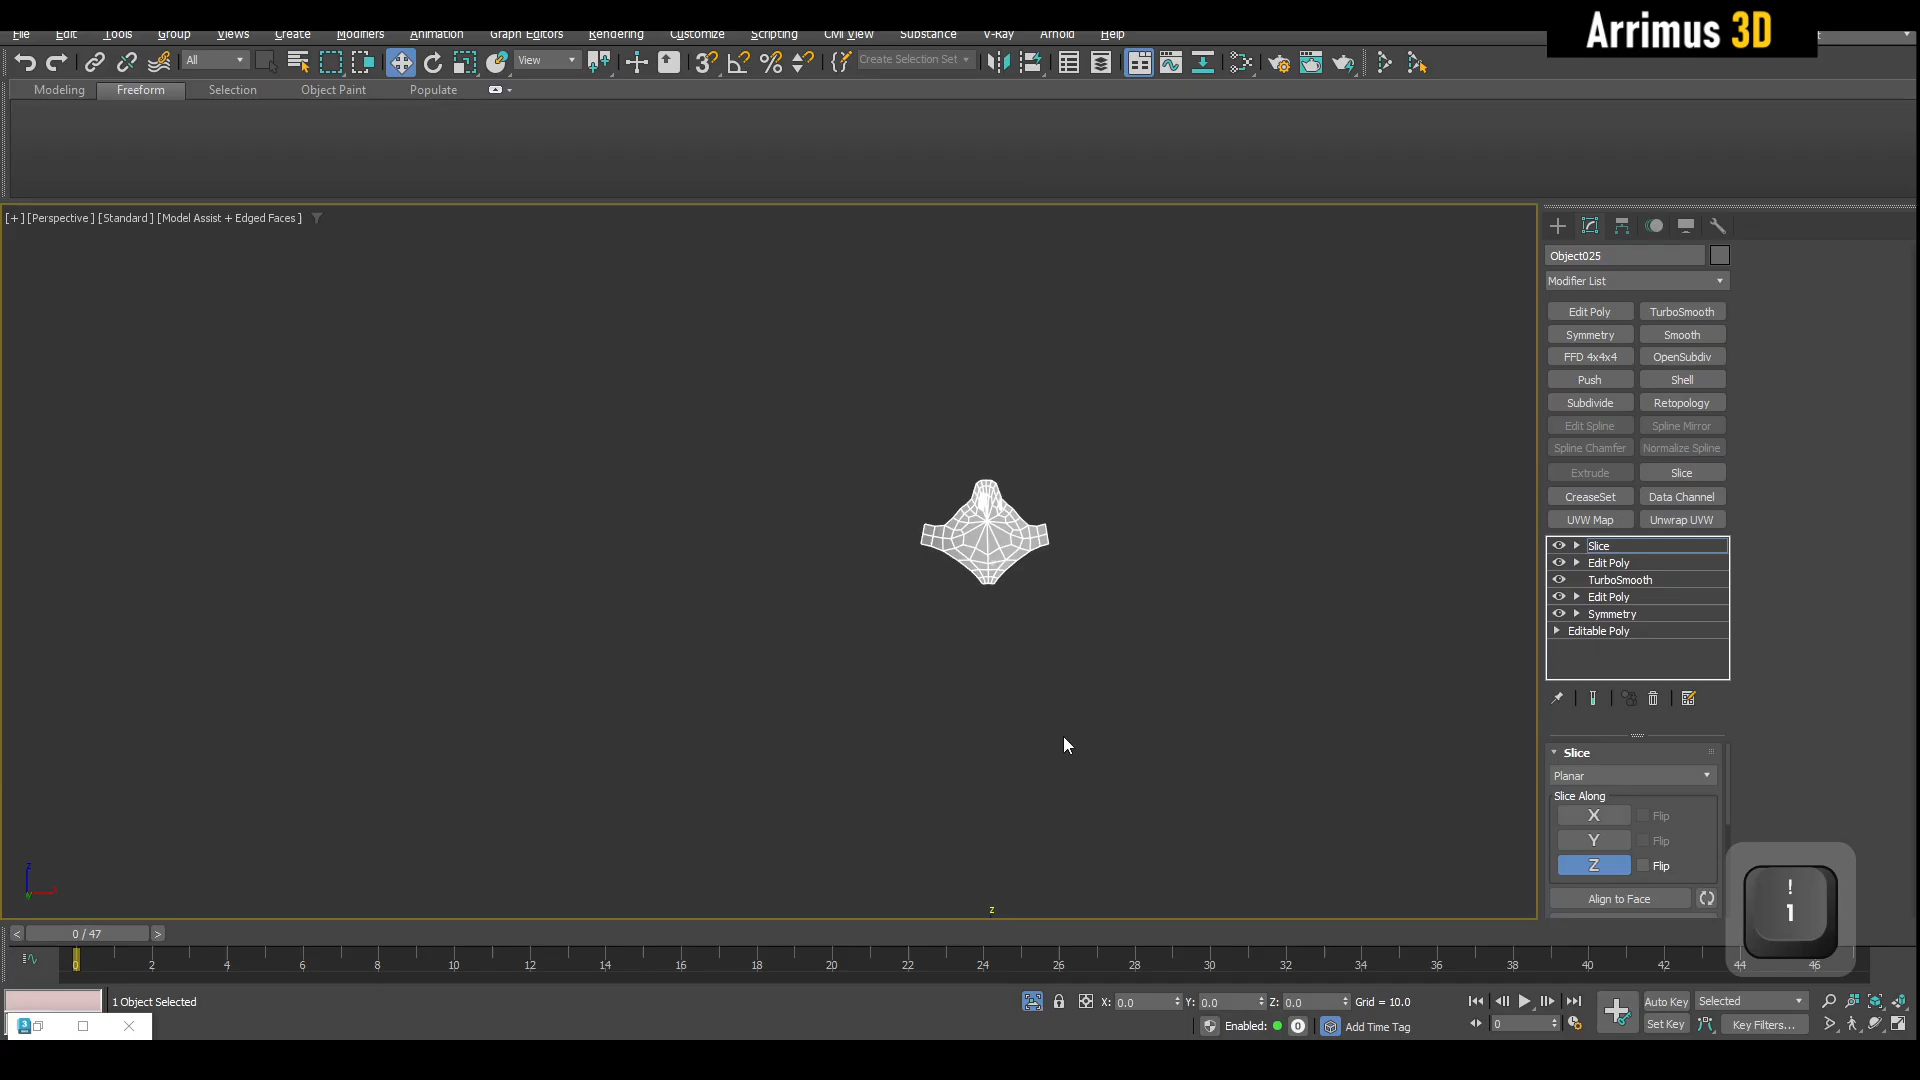 Arrimus 3D
File Edit Tools Group Views Create Modifiers Animation Graph Editors Rendering Customize Scripting Civil View Substance V-Ray Arnold Help
All View Create Selection Set
Modeling Freeform Selection Object Paint Populate
[+] [Perspective] [Standard] [Model Assist + Edged Faces]
Object025
Modifier List
Edit Poly TurboSmooth
Symmetry Smooth
FFD 4x4x4 OpenSubdiv
Push Shell
Subdivide Retopology
Edit Spline Spline Mirror
Spline Chamfer Normalize Spline
Extrude Slice
CreaseSet Data Channel
UVW Map Unwrap UVW
Slice
Edit Poly
TurboSmooth
Edit Poly
Symmetry
Editable Poly
Slice
Planar
Slice Along
X Flip
Y Flip
Z Flip
Align to Face
!
1
z
z
< 0 / 47 >
0 2 4 6 8 10 12 14 16 18 20 22 24 26 28 30 32 34 36 38 40 42 44 46
1 Object Selected X: 0.0 Y: 0.0 Z: 0.0 Grid = 10.0 Auto Key Selected
3 Enabled: 0 Add Time Tag 0 Set Key Key Filters...